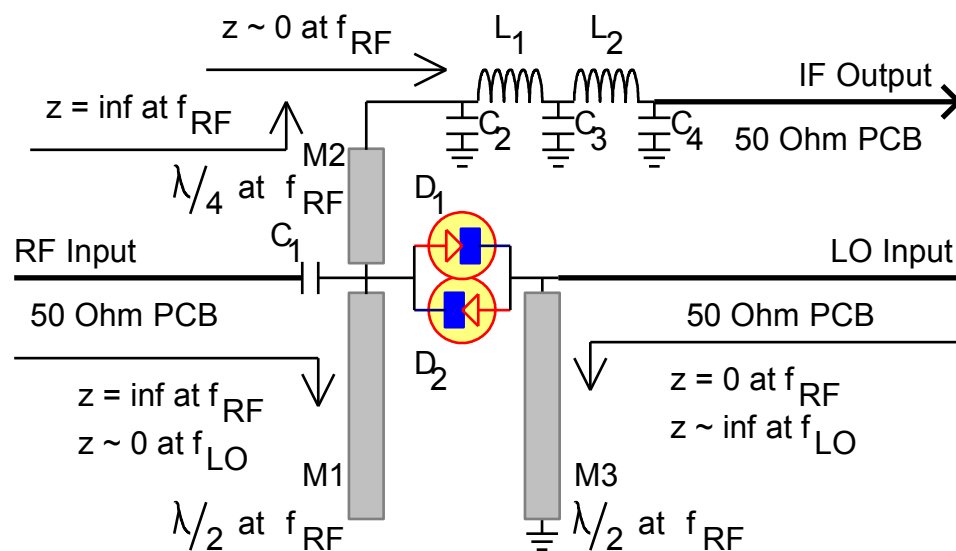 z ~ 0 at fRF
L1
L2
IF Output
z = inf at fRF
C2
C3
C4
50 Ohm PCB
M2
λ/4 at fRF
D1
C1
RF Input
LO Input
50 Ohm PCB
50 Ohm PCB
D2
z = inf at fRF
z ~ 0 at fLO
z = 0 at fRF
z ~ inf at fLO
M1
M3
λ/2 at fRF
λ/2 at fRF